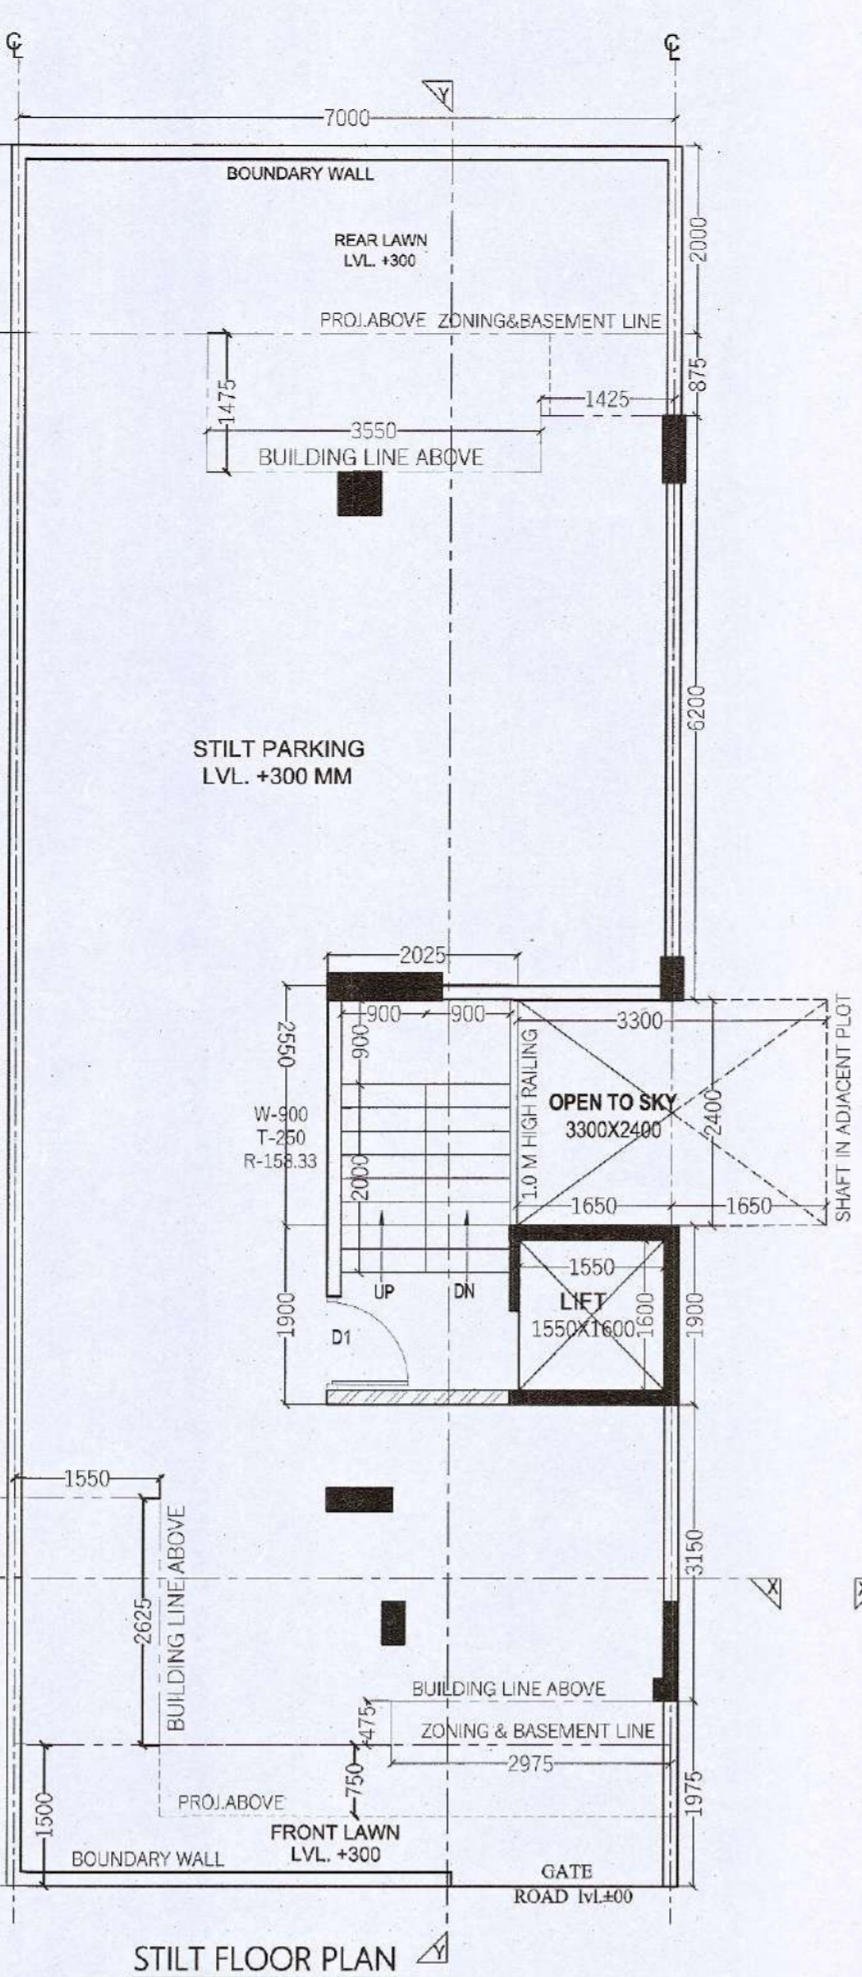 ℄ ℄
Y
7000
BOUNDARY WALL
REAR LAWN
LVL. +300
2000
PROJ.ABOVE ZONING&BASEMENT LINE
875
1475
1425
3550
BUILDING LINE ABOVE
6200
STILT PARKING
LVL. +300 MM
2025
900 900
3300
2550
900
1.0 M HIGH RAILING
OPEN TO SKY
3300X2400
2400
SHAFT IN ADJACENT PLOT
W-900
T-250
R-158.33
2000
1650 1650
UP DN
1550
LIFT
1550X1600
1600
1900
1900
D1
1550
BUILDING LINE ABOVE
2625
3150
X
BUILDING LINE ABOVE
475
ZONING & BASEMENT LINE
2975
750
1500
1975
PROJ.ABOVE
FRONT LAWN
LVL. +300
BOUNDARY WALL
GATE
ROAD lvl.±00
STILT FLOOR PLAN
Y